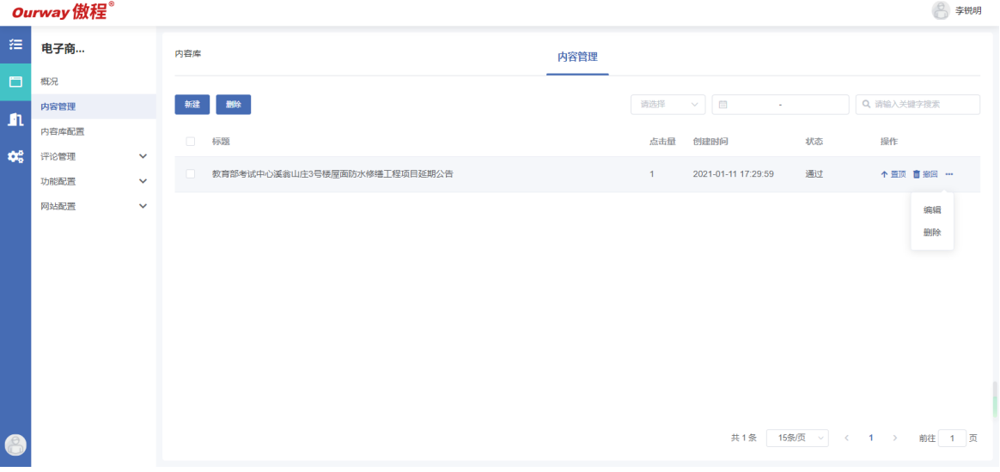 Ourway 傲程®
李锐明
电子商...
概况
内容管理
内容库配置
评论管理
功能配置
网站配置
内容库
内容管理
新建 删除 请选择 - 请输入关键字搜索
标题 点击量 创建时间 状态 操作
教育部考试中心溪翁山庄3号楼屋面防水修缮工程项目延期公告 1 2021-01-11 17:29:59 通过 置顶 撤回 ···
编辑
删除
共 1 条 15条/页 < 1 > 前往 1 页